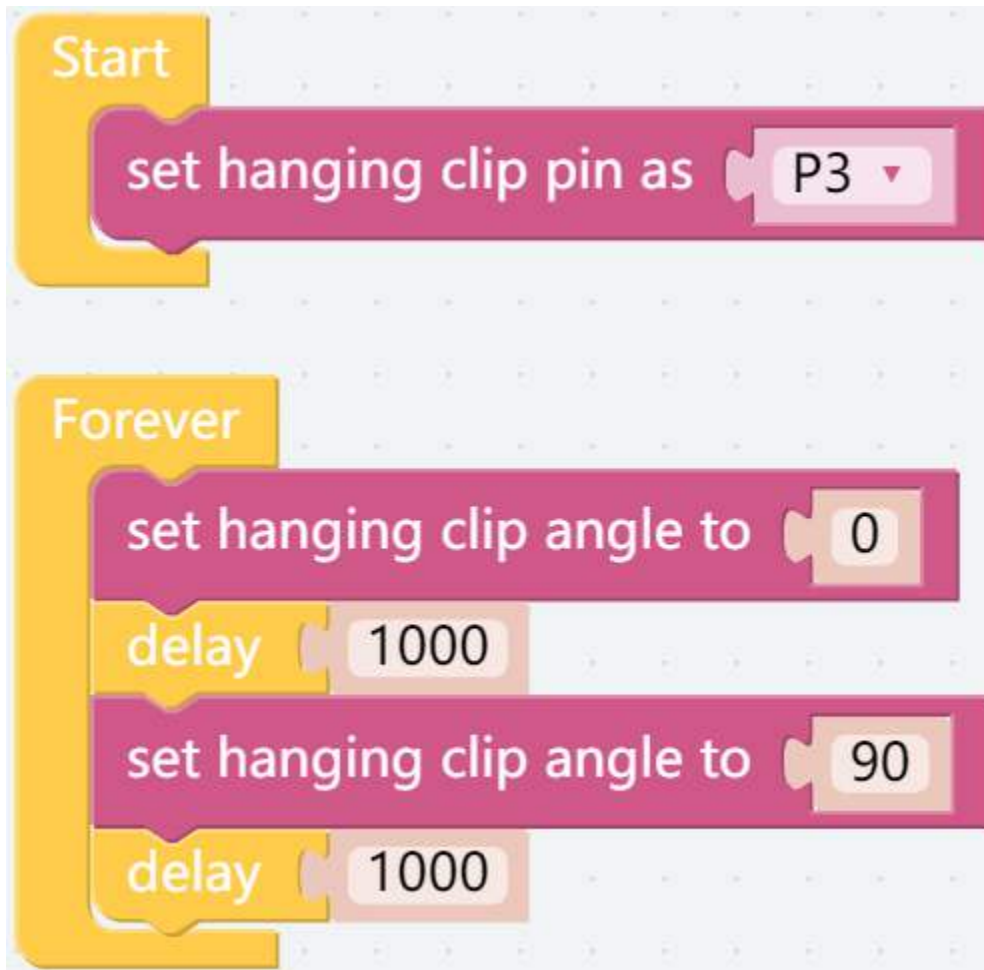 Start
set hanging clip pin as P3
Forever
set hanging clip angle to 0
delay 1000
set hanging clip angle to 90
delay 1000